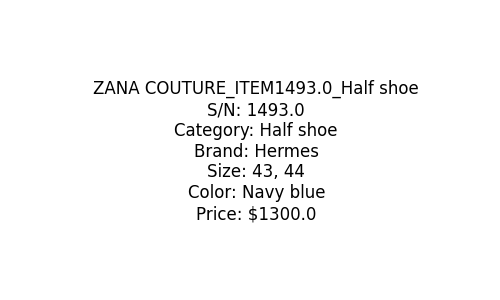 ZANA COUTURE_ITEM1493.0_Half shoe
S/N: 1493.0
Category: Half shoe
Brand: Hermes
Size: 43, 44
Color: Navy blue
Price: $1300.0